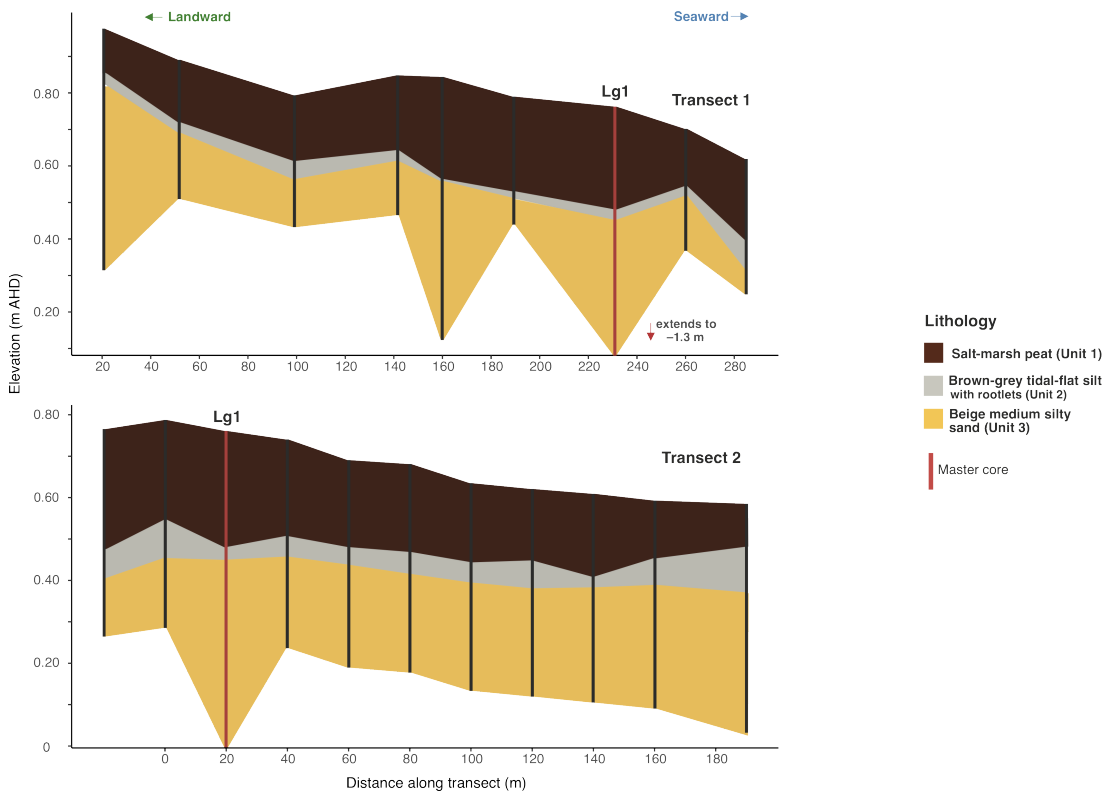 ← Landward
Seaward →
Lg1
Transect 1
0.80
0.60
0.40
0.20
extends to
–1.3 m
20 40 60 80 100 120 140 160 180 200 220 240 260 280
Elevation (m AHD)
Lithology
Salt-marsh peat (Unit 1)
Brown-grey tidal-flat silt
with rootlets (Unit 2)
Beige medium silty
sand (Unit 3)
Master core
Lg1
Transect 2
0.80
0.60
0.40
0.20
0
0 20 40 60 80 100 120 140 160 180
Distance along transect (m)